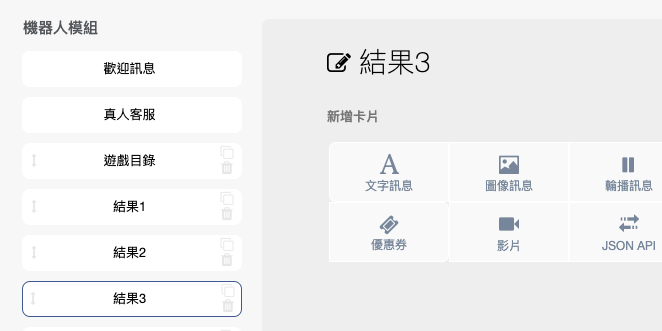 機器人模組
歡迎訊息
真人客服
遊戲目錄
結果1
結果2
結果3
結果3
新增卡片
文字訊息
圖像訊息
輪播訊息
優惠券
影片
JSON API